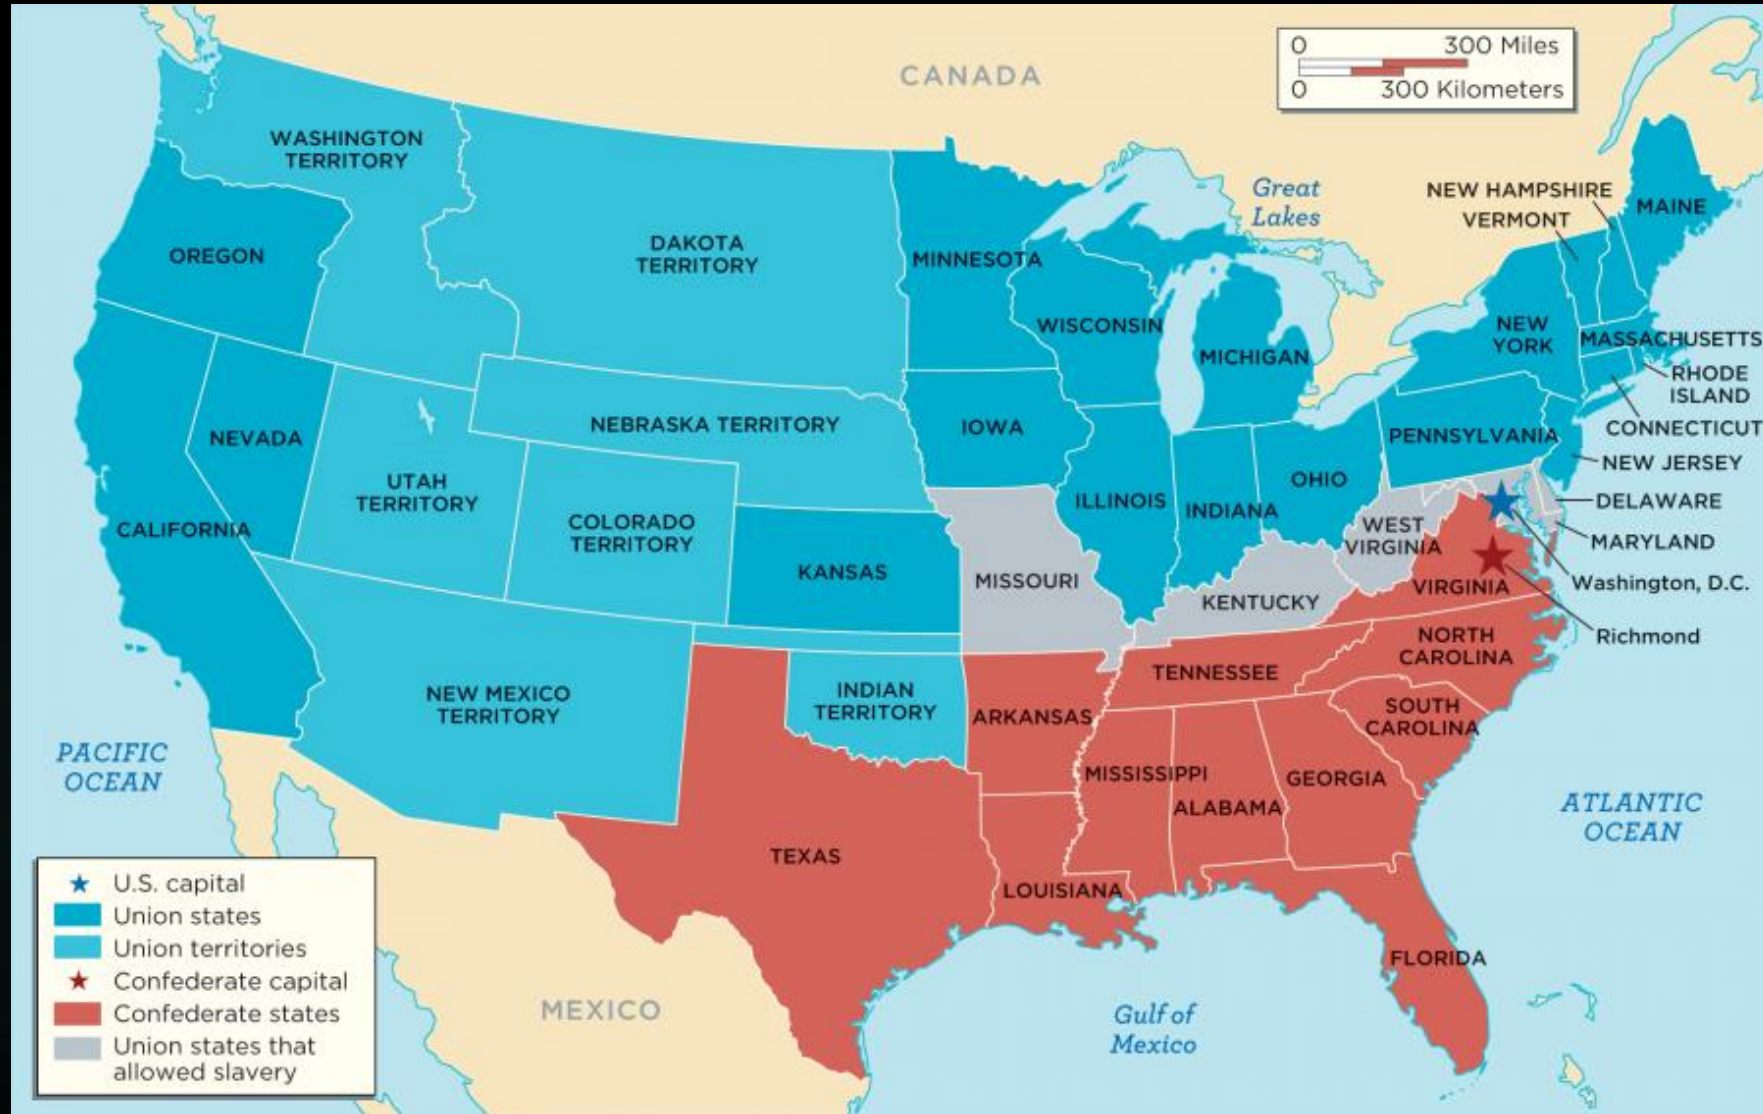 CANADA
0 300 Miles
0 300 Kilometers
WASHINGTON
TERRITORY
OREGON
DAKOTA
TERRITORY
MINNESOTA
Great
Lakes
NEW HAMPSHIRE
VERMONT
MAINE
WISCONSIN
MICHIGAN
NEW
YORK
MASSACHUSETTS
RHODE
ISLAND
CONNECTICUT
NEW JERSEY
DELAWARE
MARYLAND
Washington, D.C.
Richmond
NEVADA
CALIFORNIA
UTAH
TERRITORY
NEBRASKA TERRITORY
COLORADO
TERRITORY
IOWA
ILLINOIS
INDIANA
OHIO
PENNSYLVANIA
WEST
VIRGINIA
VIRGINIA
KANSAS
MISSOURI
KENTUCKY
NORTH
CAROLINA
TENNESSEE
SOUTH
CAROLINA
NEW MEXICO
TERRITORY
INDIAN
TERRITORY
ARKANSAS
MISSISSIPPI
ALABAMA
GEORGIA
TEXAS
LOUISIANA
FLORIDA
PACIFIC
OCEAN
ATLANTIC
OCEAN
Gulf of
Mexico
MEXICO
U.S. capital
Union states
Union territories
Confederate capital
Confederate states
Union states that
allowed slavery